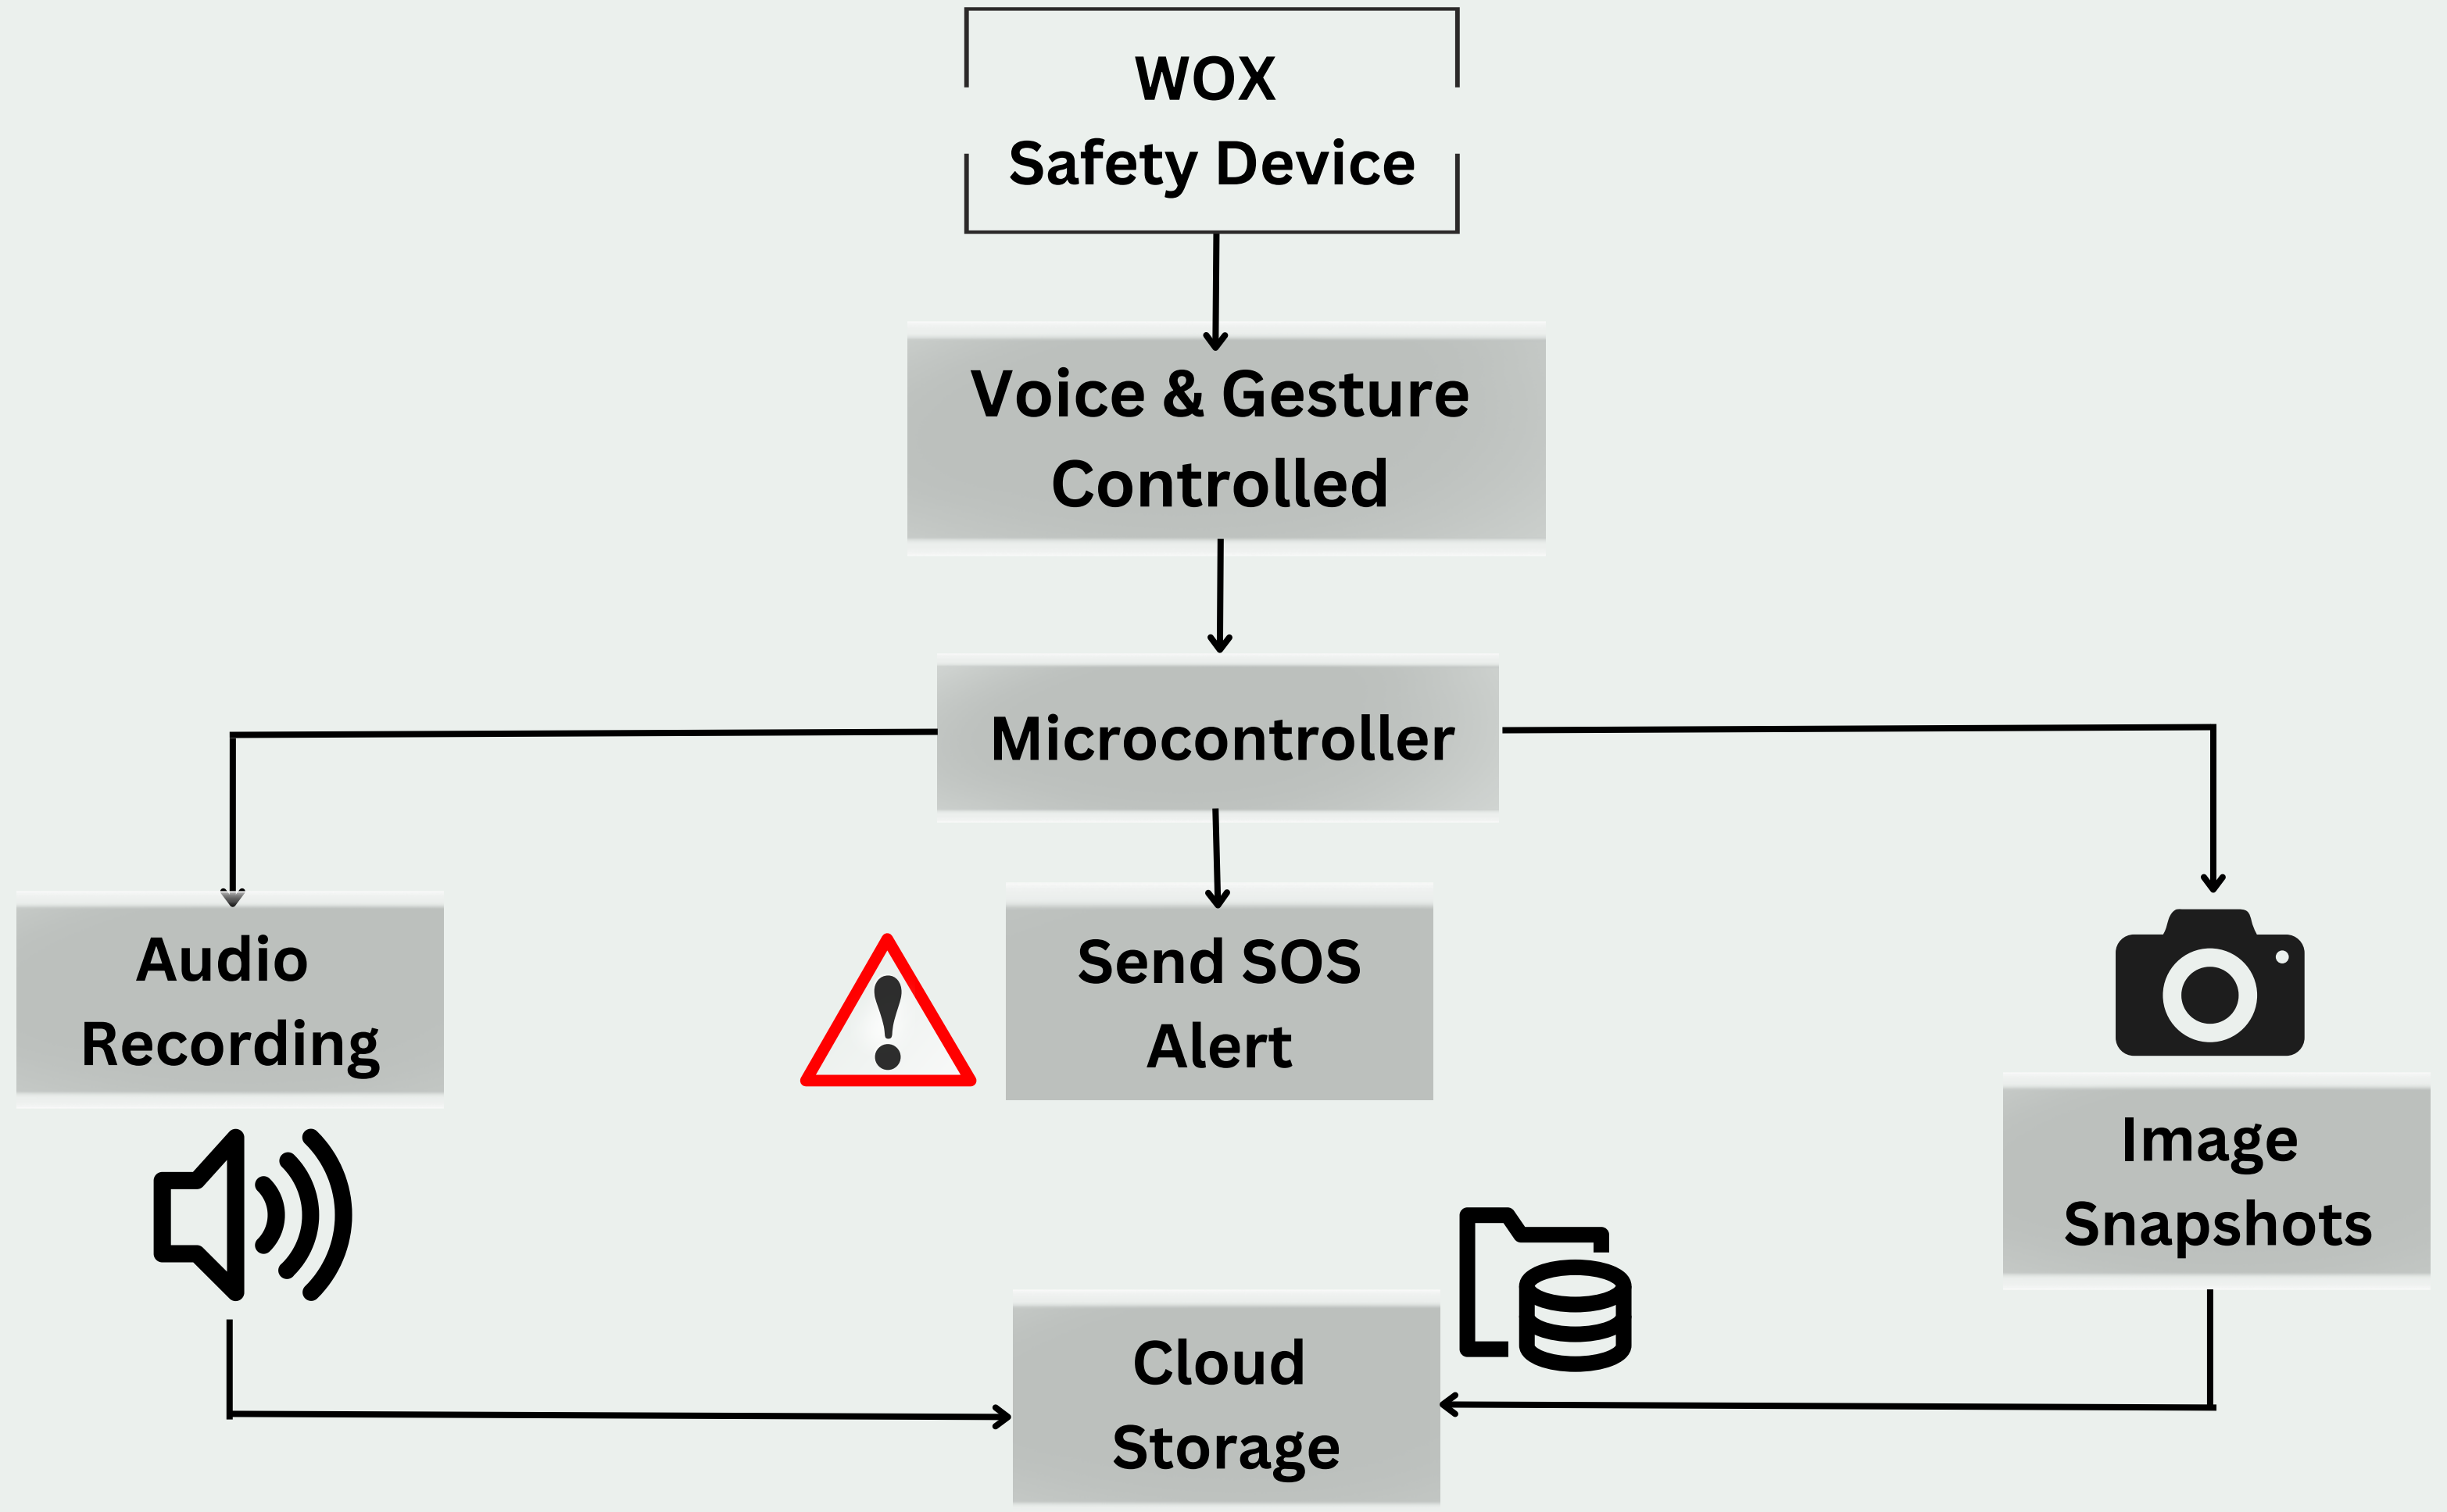 WOX
Safety Device
Voice & Gesture
Controlled
Microcontroller
Audio
Recording
Send SOS
Alert
Image
Snapshots
Cloud
Storage